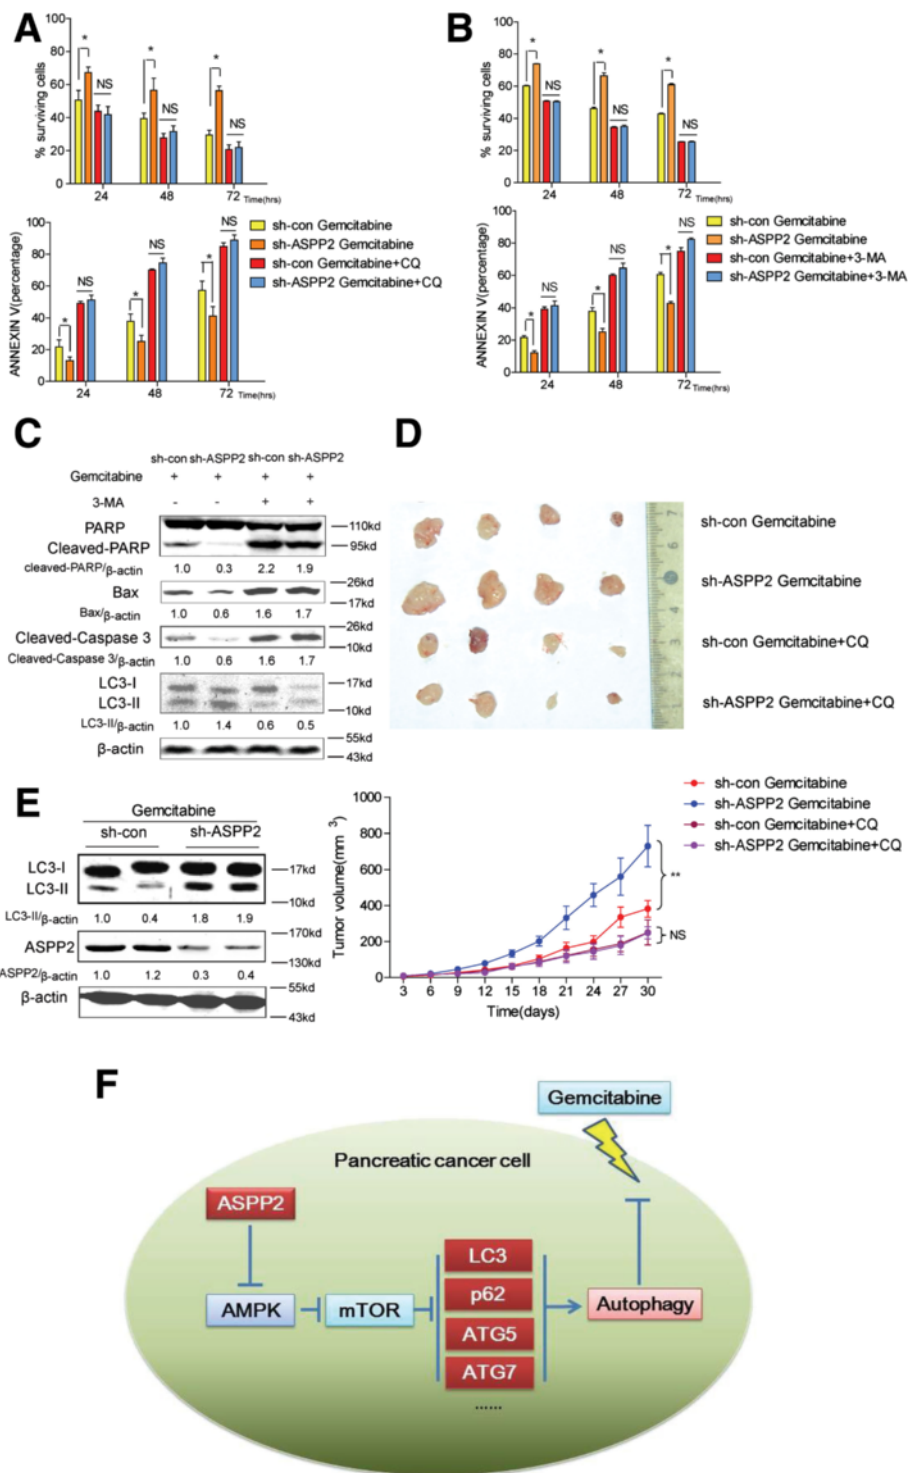 A
% surviving cells
100
80
60
40
20
0
*
NS
*
NS
*
NS
24
48
72
Time(hrs)
ANNEXIN V(percentage)
100
80
60
40
20
0
*
NS
*
NS
*
NS
24
48
72
Time(hrs)
sh-con Gemcitabine
sh-ASPP2 Gemcitabine
sh-con Gemcitabine+CQ
sh-ASPP2 Gemcitabine+CQ
B
% surviving cells
100
80
60
40
20
0
*
NS
*
NS
*
NS
24
48
72
Time(hrs)
ANNEXIN V(percentage)
100
80
60
40
20
0
*
NS
*
NS
*
NS
24
48
72
Time(hrs)
sh-con Gemcitabine
sh-ASPP2 Gemcitabine
sh-con Gemcitabine+3-MA
sh-ASPP2 Gemcitabine+3-MA
C
sh-con sh-ASPP2 sh-con sh-ASPP2
Gemcitabine + + + +
3-MA - - + +
PARP 110kd
Cleaved-PARP 95kd
cleaved-PARP/β-actin 1.0 0.3 2.2 1.9
Bax 26kd
17kd
Bax/β-actin 1.0 0.6 1.6 1.7
Cleaved-Caspase 3 26kd
10kd
Cleaved-Caspase 3/β-actin 1.0 0.6 1.6 1.7
LC3-I 17kd
LC3-II 10kd
LC3-II/β-actin 1.0 1.4 0.6 0.5
β-actin 55kd
43kd
D
sh-con Gemcitabine
sh-ASPP2 Gemcitabine
sh-con Gemcitabine+CQ
sh-ASPP2 Gemcitabine+CQ
7
6
5
4
3
2
1
Tumor volume(mm³)
1000
800
600
400
200
0
3 6 9 12 15 18 21 24 27 30
Time(days)
**
NS
sh-con Gemcitabine
sh-ASPP2 Gemcitabine
sh-con Gemcitabine+CQ
sh-ASPP2 Gemcitabine+CQ
E
Gemcitabine
sh-con sh-ASPP2
LC3-I 17kd
LC3-II 10kd
LC3-II/β-actin 1.0 0.4 1.8 1.9
170kd
ASPP2 130kd
ASPP2/β-actin 1.0 1.2 0.3 0.4
β-actin 55kd
43kd
F
Gemcitabine
Pancreatic cancer cell
ASPP2
AMPK
mTOR
LC3
p62
ATG5
ATG7
......
Autophagy